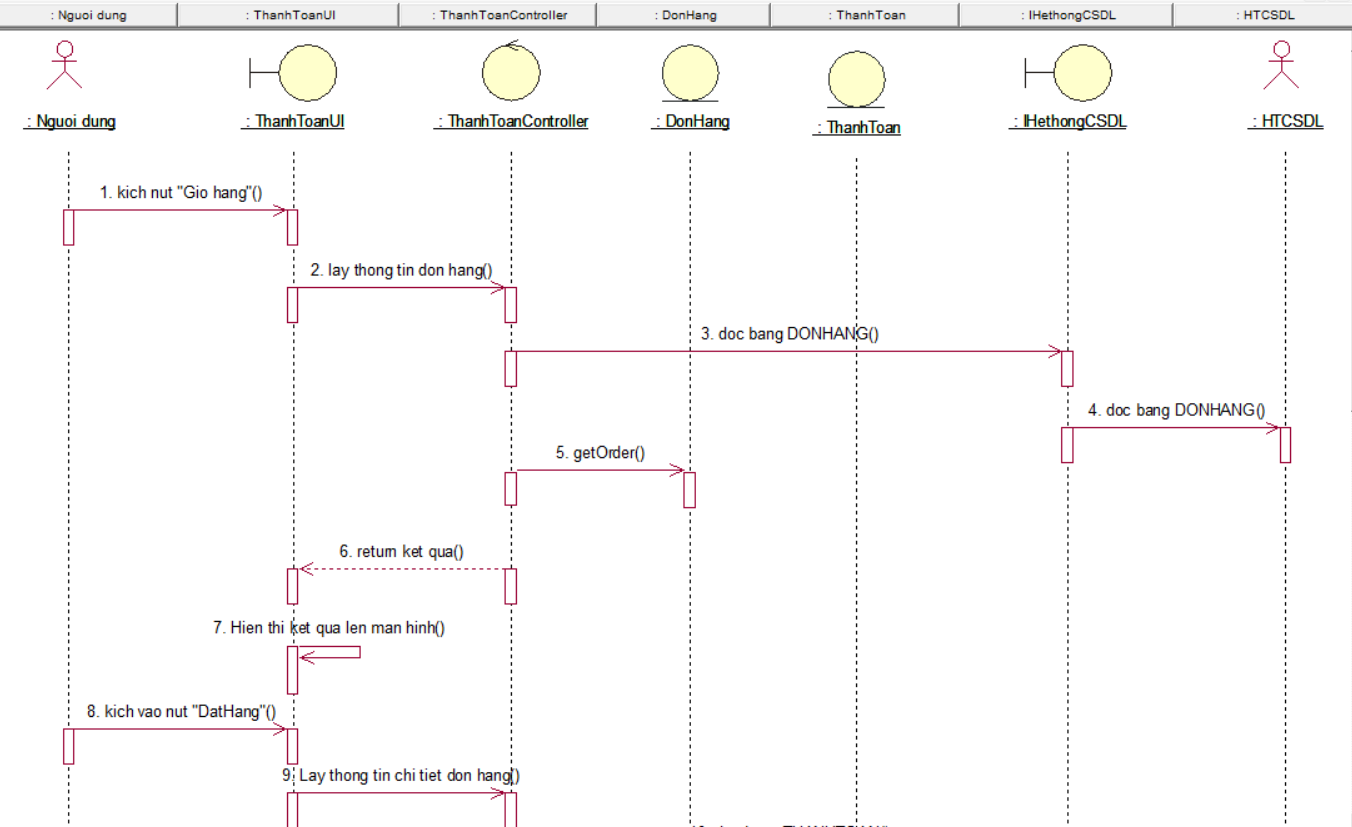 : Nguoi dung
: ThanhToanUI
: ThanhToanController
: DonHang
: ThanhToan
: IHethongCSDL
: HTCSDL
: Nguoi dung
: ThanhToanUI
: ThanhToanController
: DonHang
: ThanhToan
: IHethongCSDL
: HTCSDL
1. kich nut "Gio hang"()
2. lay thong tin don hang()
3. doc bang DONHANG()
4. doc bang DONHANG()
5. getOrder()
6. return ket qua()
7. Hien thi ket qua len man hinh()
8. kich vao nut "DatHang"()
9. Lay thong tin chi tiet don hang()